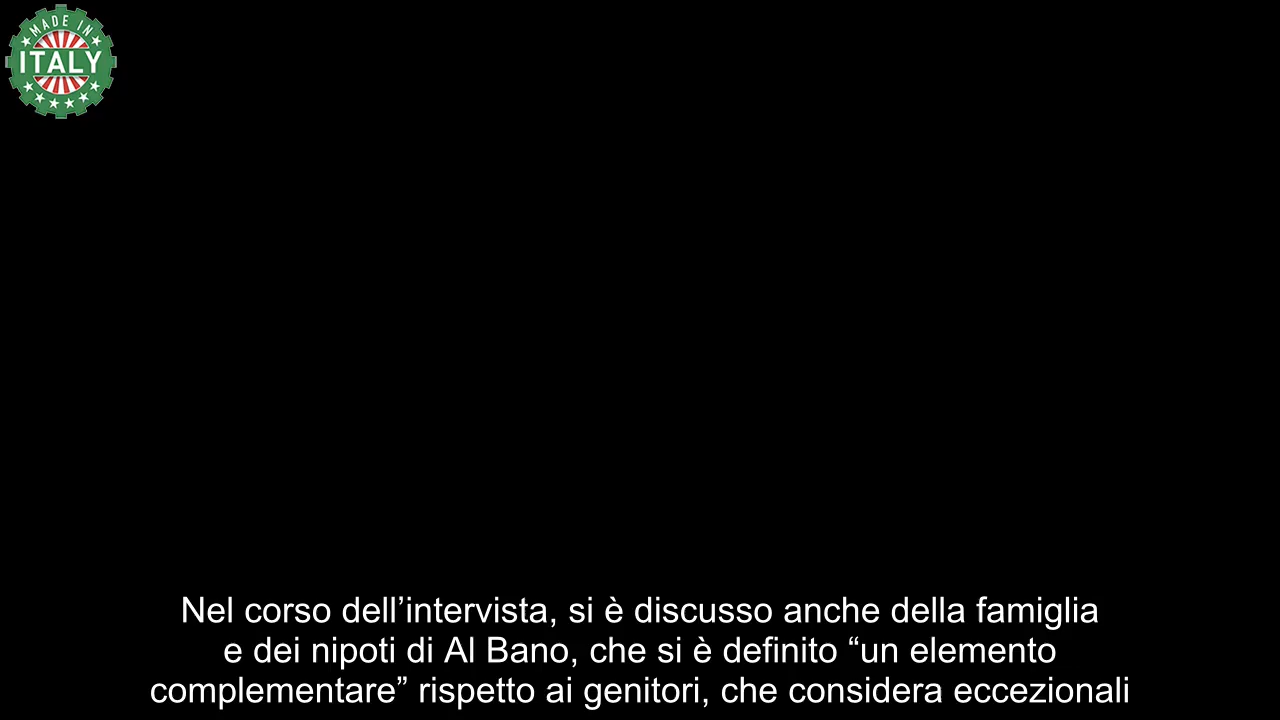 MADE IN
ITALY
Nel corso dell’intervista, si è discusso anche della famiglia
e dei nipoti di Al Bano, che si è definito “un elemento
complementare” rispetto ai genitori, che considera eccezionali